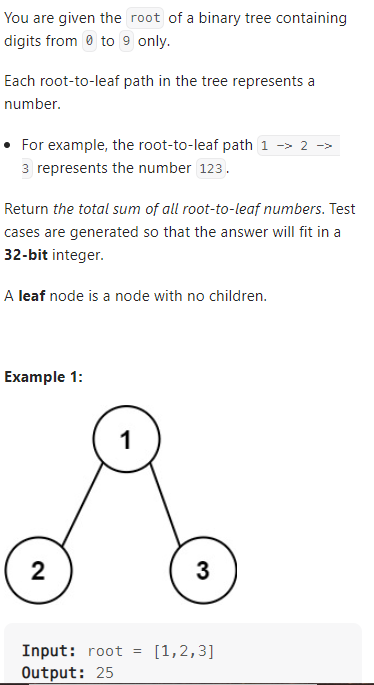 You are given the root of a binary tree containing
digits from 0 to 9 only.
Each root-to-leaf path in the tree represents a
number.
• For example, the root-to-leaf path 1 -> 2 ->
3 represents the number 123.
Return the total sum of all root-to-leaf numbers. Test
cases are generated so that the answer will fit in a
32-bit integer.
A leaf node is a node with no children.
Example 1:
1
2 3
Input: root = [1,2,3]
Output: 25